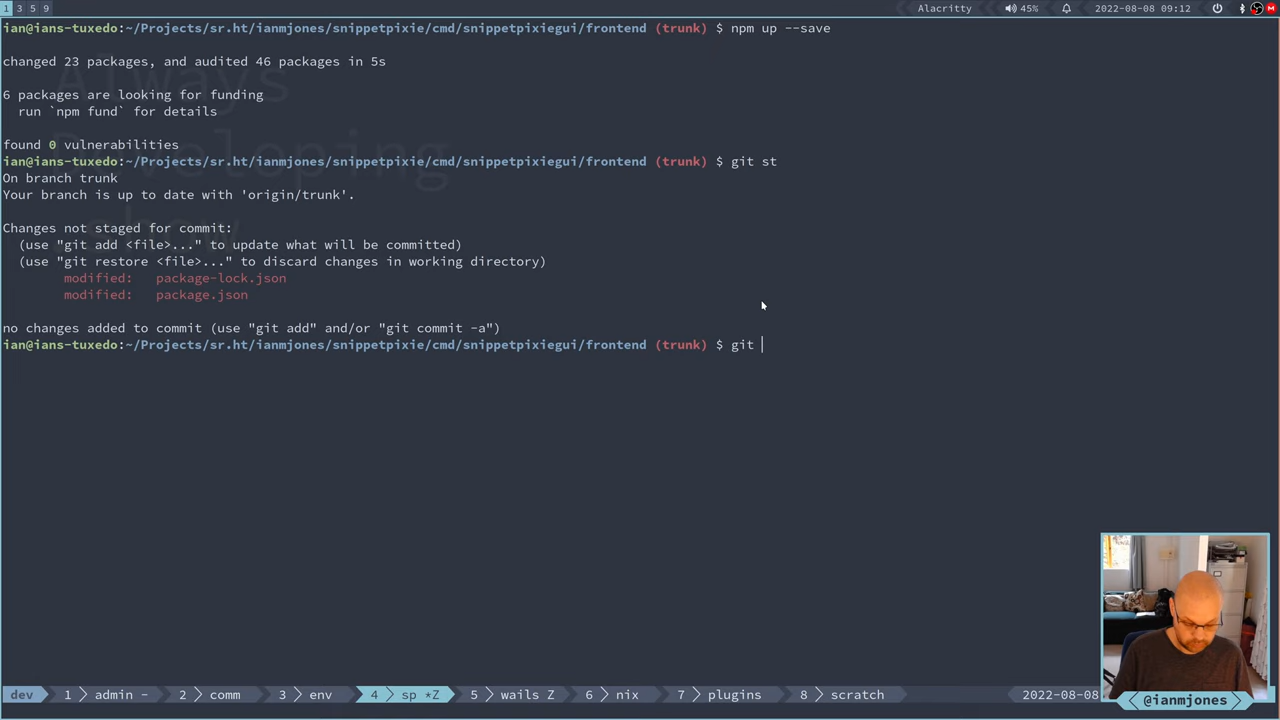 1 3 5 9
Alacritty 45% 2022-08-08 09:12 M
ian@ians-tuxedo:~/Projects/sr.ht/ianmjones/snippetpixie/cmd/snippetpixiegui/frontend (trunk) $ npm up --save
changed 23 packages, and audited 46 packages in 5s
Always
6 packages are looking for funding
run `npm fund` for details
Developing
found 0 vulnerabilities
ian@ians-tuxedo:~/Projects/sr.ht/ianmjones/snippetpixie/cmd/snippetpixiegui/frontend (trunk) $ git st
On branch trunk
Your branch is up to date with 'origin/trunk'.
show
Changes not staged for commit:
(use "git add <file>..." to update what will be committed)
(use "git restore <file>..." to discard changes in working directory)
modified: package-lock.json
modified: package.json
no changes added to commit (use "git add" and/or "git commit -a")
ian@ians-tuxedo:~/Projects/sr.ht/ianmjones/snippetpixie/cmd/snippetpixiegui/frontend (trunk) $ git
dev 1 admin - 2 comm 3 env 4 sp *Z 5 wails Z 6 nix 7 plugins 8 scratch 2022-08-08
@ianmjones